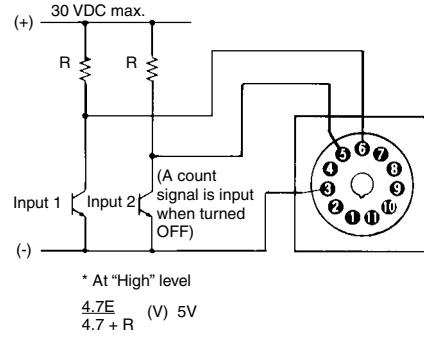 30 VDC max.
(+)
R R
5 6 7
4 8
3 9
2 10
1 11
(A count
signal is input
when turned
OFF)
Input 1 Input 2
(-)
* At “High” level
4.7E
4.7 + R
(V) 5V